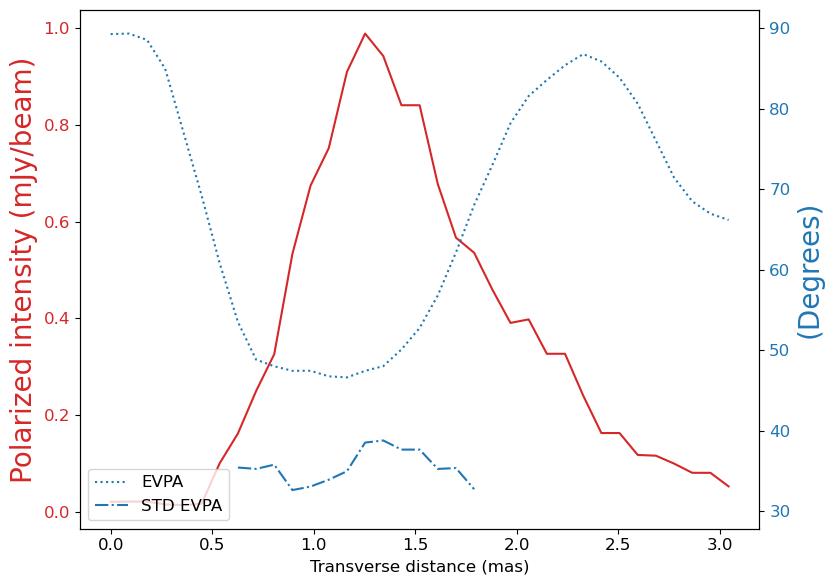 Polarized intensity (mJy/beam)
1.0
0.8
0.6
0.4
0.2
0.0
90
80
70
60
50
40
30
(Degrees)
EVPA
STD EVPA
0.0 0.5 1.0 1.5 2.0 2.5 3.0
Transverse distance (mas)